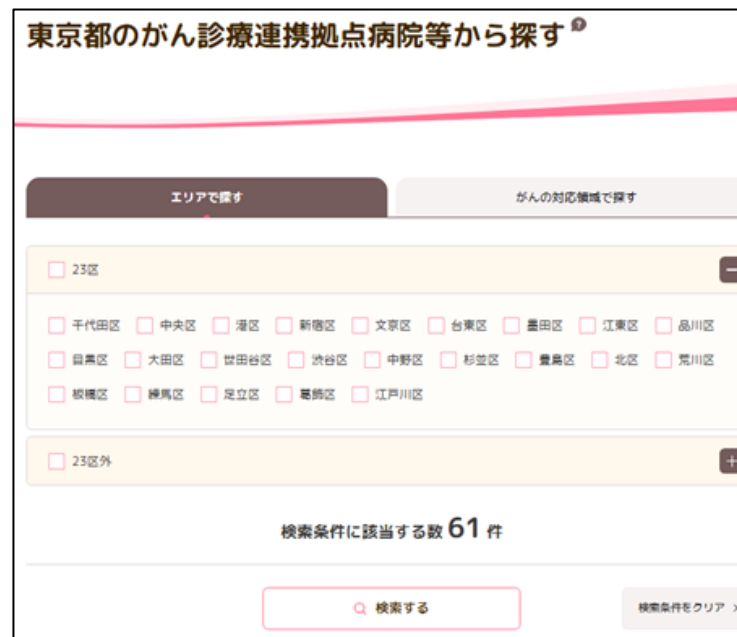 東京都のがん診療連携拠点病院等から探す ?
エリアで探す がんの対応領域で探す
23区
千代田区 中央区 港区 新宿区 文京区 台東区 墨田区 江東区 品川区
目黒区 大田区 世田谷区 渋谷区 中野区 杉並区 豊島区 北区 荒川区
板橋区 練馬区 足立区 葛飾区 江戸川区
23区外
検索条件に該当する数 61 件
検索する 検索条件をクリア